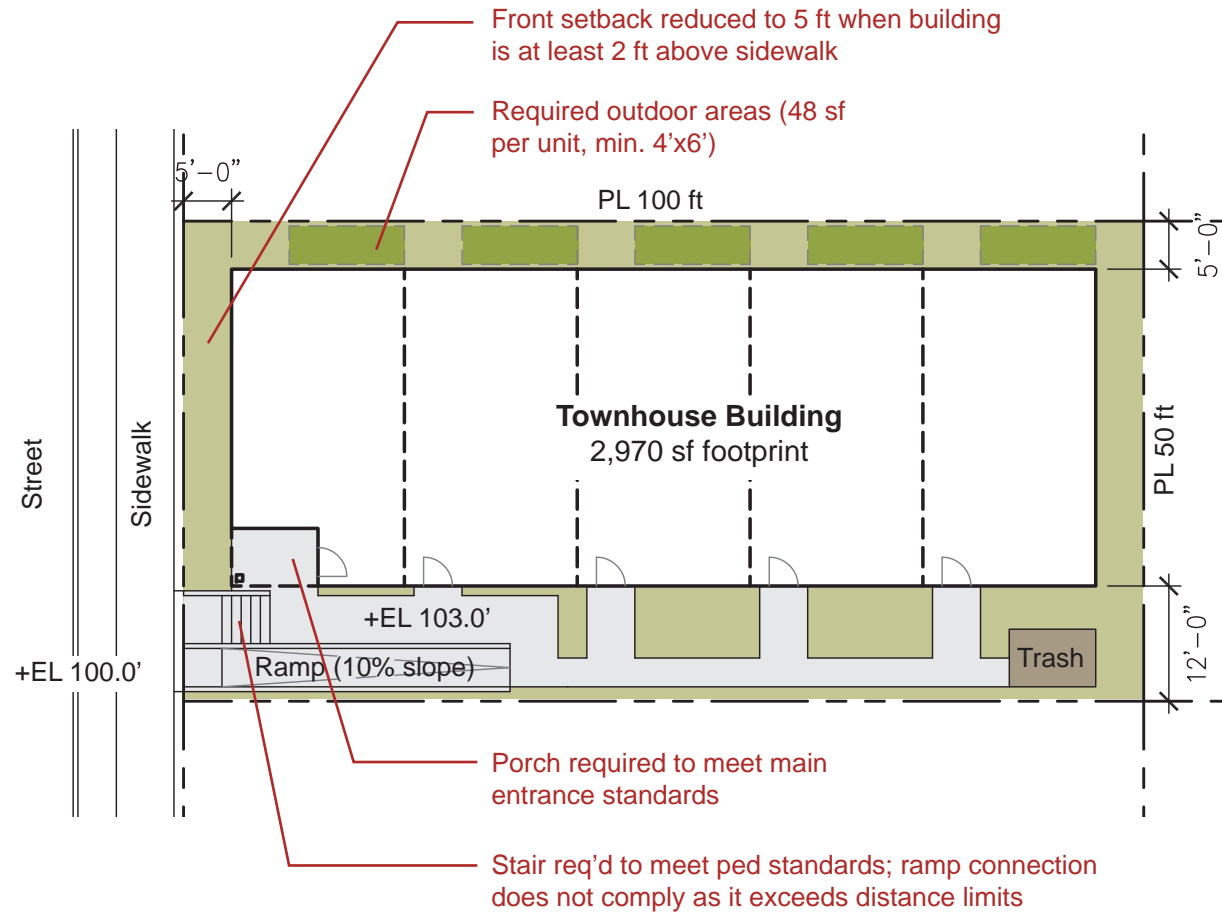 Front setback reduced to 5 ft when building
is at least 2 ft above sidewalk
Required outdoor areas (48 sf
per unit, min. 4’x6’)
5’–0”
PL 100 ft
5’–0”
Townhouse Building
2,970 sf footprint
PL 50 ft
Street
Sidewalk
+EL 103.0’
+EL 100.0’
Ramp (10% slope)
Trash
12’–0”
Porch required to meet main
entrance standards
Stair req’d to meet ped standards; ramp connection
does not comply as it exceeds distance limits